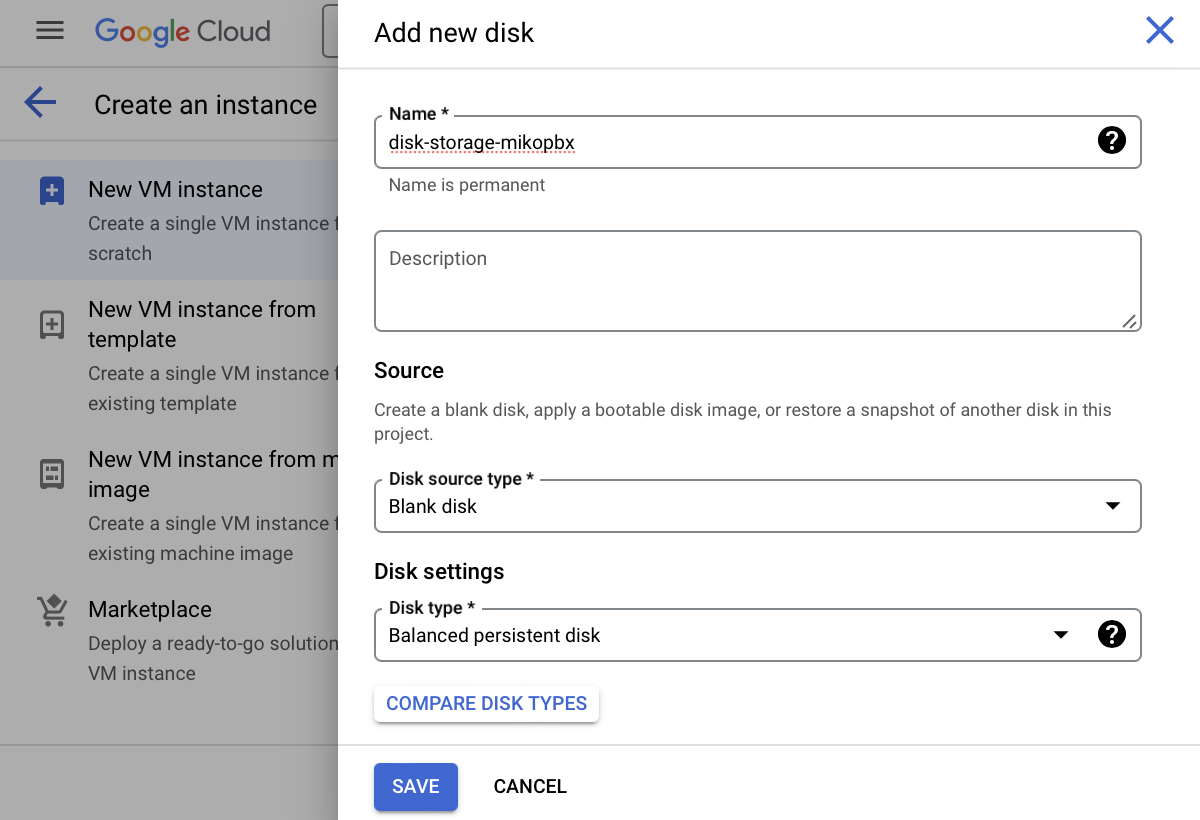 Google Cloud
Create an instance
New VM instance
Create a single VM instance
scratch
New VM instance from
template
Create a single VM instance
existing template
New VM instance from
image
Create a single VM instance
existing machine image
Marketplace
Deploy a ready-to-go solution
VM instance
Add new disk
Name *
disk-storage-mikopbx
?
Name is permanent
Description
Source
Create a blank disk, apply a bootable disk image, or restore a snapshot of another disk in this
project.
Disk source type *
Blank disk
Disk settings
Disk type *
Balanced persistent disk
?
COMPARE DISK TYPES
SAVE
CANCEL